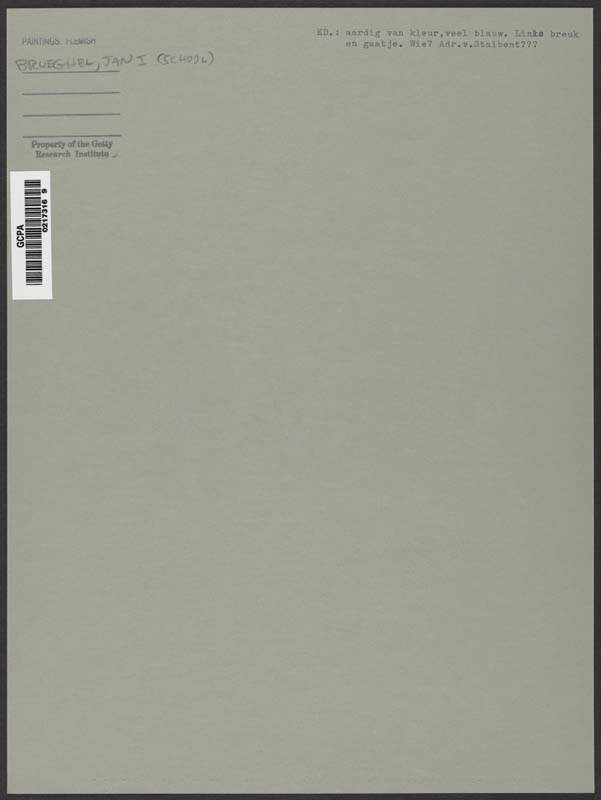 PAINTINGS, FLEMISH
BRUEGHEL, JAN I (SCHOOL)
Property of the Getty
Research Institute
GCPA
0217316 9
ED.: aardig van kleur,veel blauw. Links breuk
en gaatje. Wie? Adr.v.Stalbent???